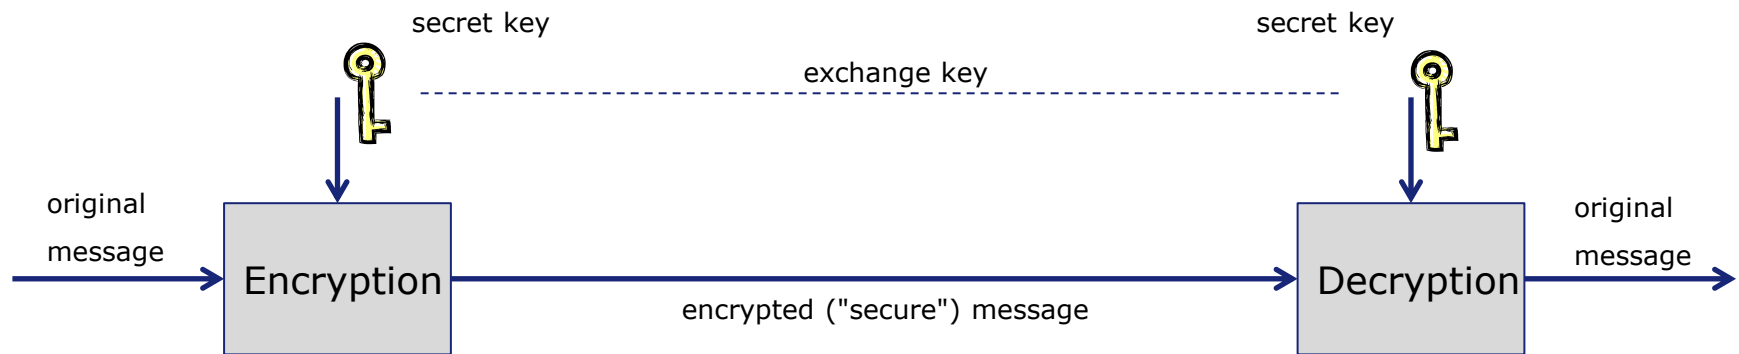 secret key
secret key
exchange key
original
message
original
message
Encryption
Decryption
encrypted ("secure") message